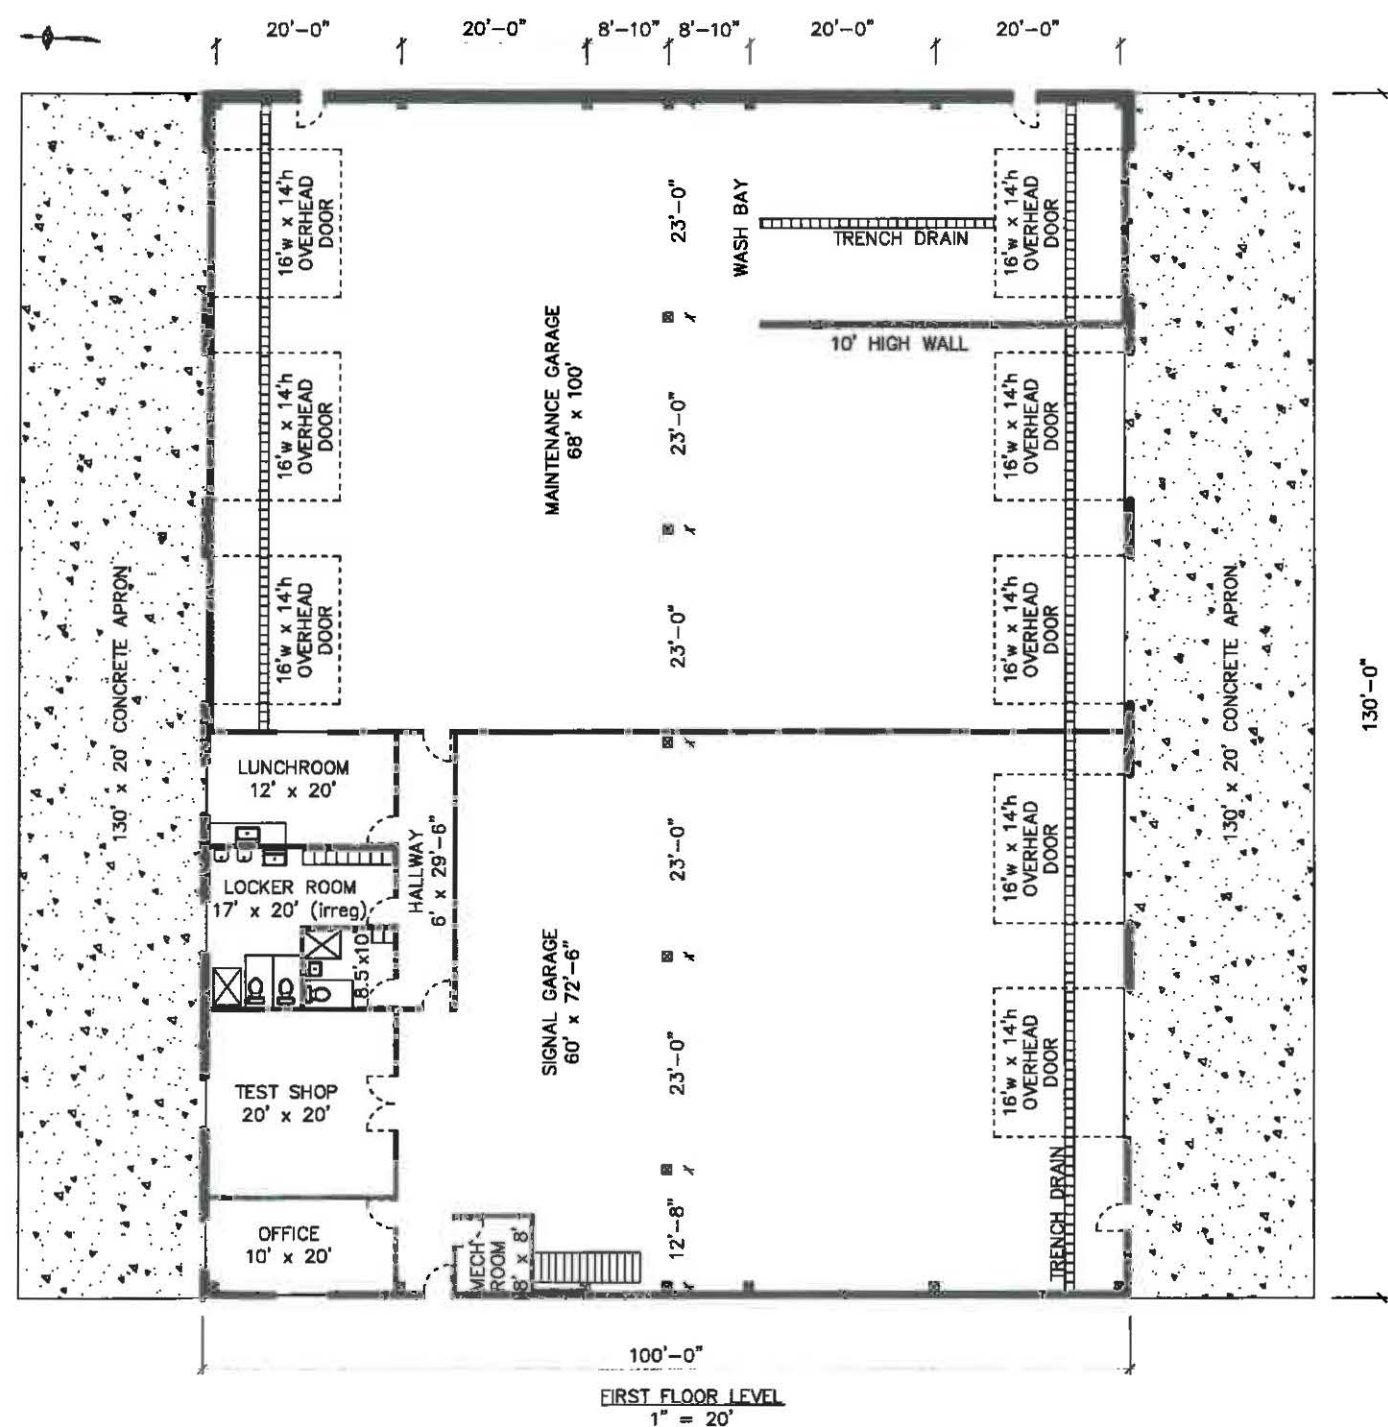 20'-0"
20'-0"
8'-10"
8'-10"
20'-0"
20'-0"
16'w x 14'h
OVERHEAD
DOOR
23'-0"
WASH BAY
TRENCH DRAIN
16'w x 14'h
OVERHEAD
DOOR
10' HIGH WALL
16'w x 14'h
OVERHEAD
DOOR
MAINTENANCE GARAGE
68' x 100'
23'-0"
16'w x 14'h
OVERHEAD
DOOR
130' x 20' CONCRETE APRON
16'w x 14'h
OVERHEAD
DOOR
23'-0"
16'w x 14'h
OVERHEAD
DOOR
130' x 20' CONCRETE APRON
130'-0"
LUNCHROOM
12' x 20'
HALLWAY
6' x 29'-6"
23'-0"
16'w x 14'h
OVERHEAD
DOOR
LOCKER ROOM
17' x 20' (irreg)
8.5'x10'
SIGNAL GARAGE
60' x 72'-6"
23'-0"
16'w x 14'h
OVERHEAD
DOOR
TEST SHOP
20' x 20'
OFFICE
10' x 20'
MECH
ROOM
8' x 8'
12'-8"
TRENCH DRAIN
100'-0"
FIRST FLOOR LEVEL
1" = 20'